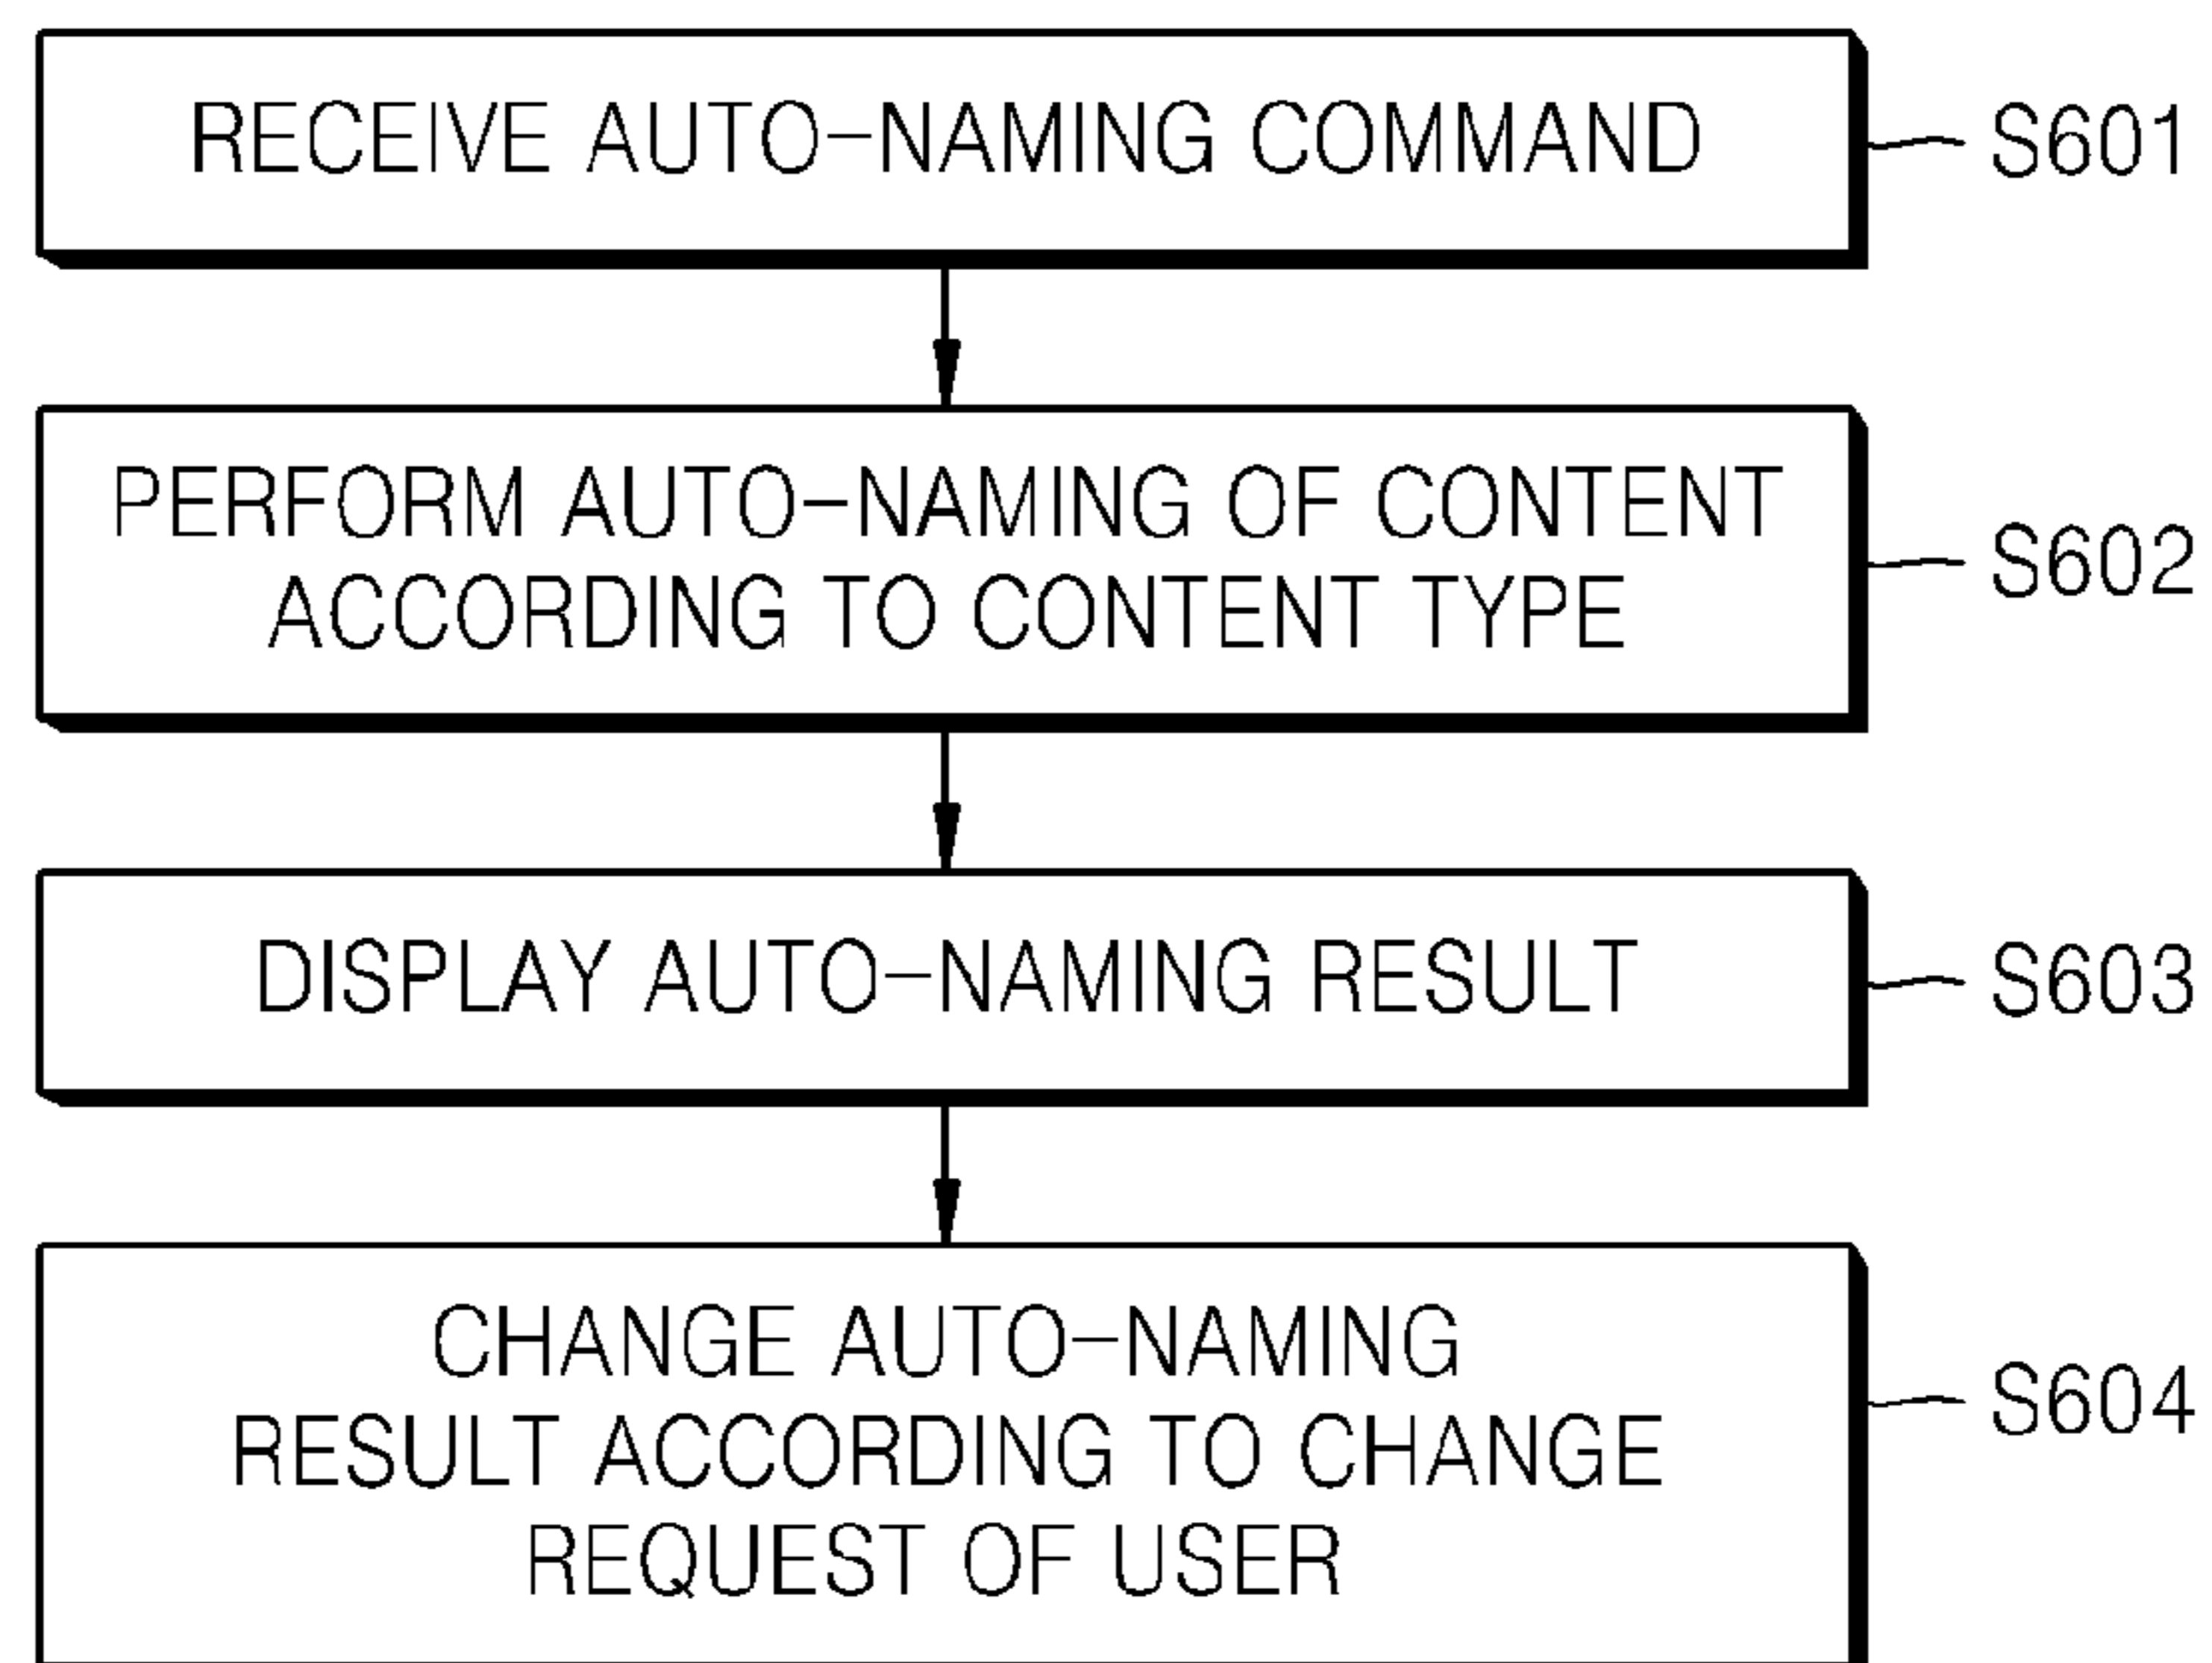 RECEIVE AUTO-NAMING COMMAND
S601
PERFORM AUTO-NAMING OF CONTENT
ACCORDING TO CONTENT TYPE
S602
DISPLAY AUTO-NAMING RESULT
S603
CHANGE AUTO-NAMING
RESULT ACCORDING TO CHANGE
REQUEST OF USER
S604